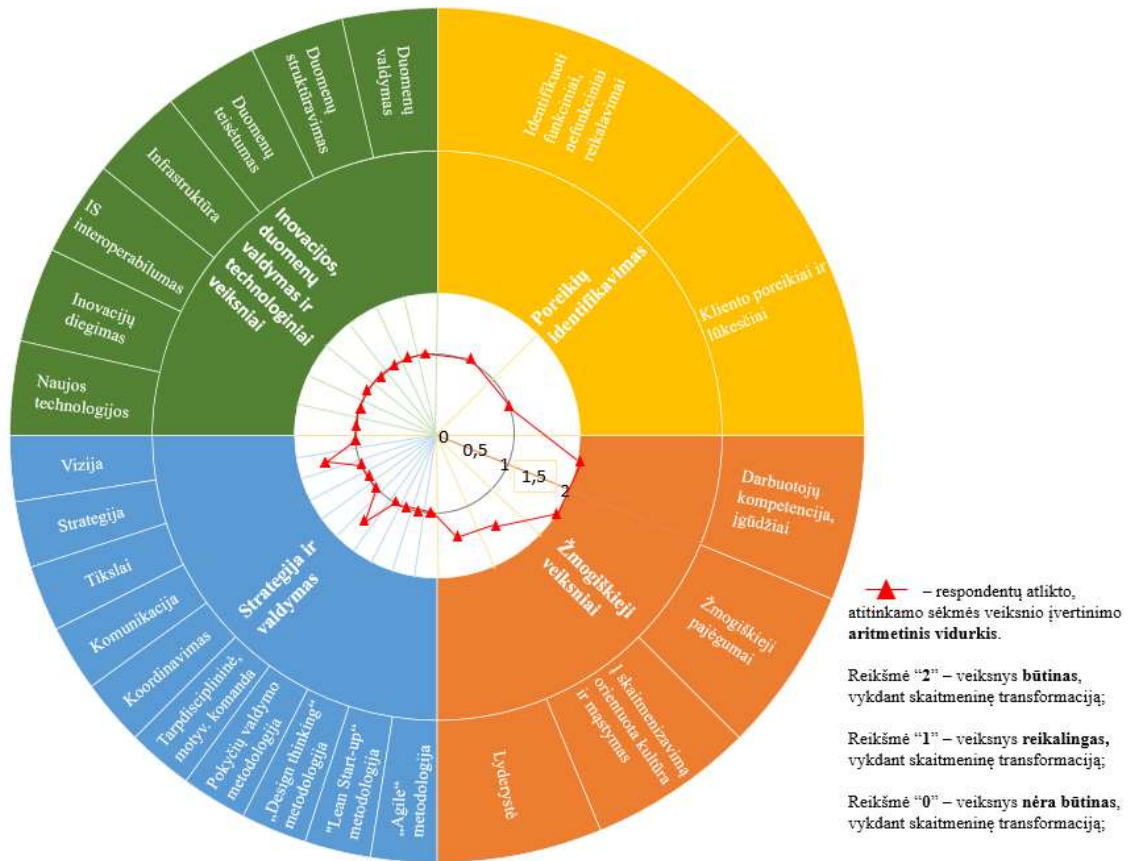 Duomenų
valdymas
Duomenų
struktūravimas
Duomenų
teisėtumas
Infrastruktūra
IS
interoperabilumas
Inovacijų
diegimas
Naujos
technologijos
Inovacijos,
duomenų
valdymas ir
technologiniai
veiksniai
Identifikuoti
funkciniai,
nefunkciniai
reikalavimai
Kliento poreikiai ir
lūkesčiai
Poreikių
identifikavimas
0
0,5
1
1,5
2
Darbuotojų
kompetencija,
įgūdžiai
Žmogiškieji
pajėgumai
Į skaitmenizavimą
orientuota kultūra
ir mąstymas
Lyderystė
Žmogiškieji
veiksniai
Vizija
Strategija
Tikslai
Komunikacija
Koordinavimas
Tarpdisciplininė,
motyv. komanda
Pokyčių valdymo
metodologija
„Design thinking“
metodologija
"Lean Start-up“
metodologija
„Agile“
metodologija
Strategija ir
valdymas
– respondentų atlikto,
atitinkamo sėkmės veiksnio įvertinimo
aritmetinis vidurkis.
Reikšmė “2” – veiksnys būtinas,
vykdant skaitmeninę transformaciją;
Reikšmė “1” – veiksnys reikalingas,
vykdant skaitmeninę transformaciją;
Reikšmė “0” – veiksnys nėra būtinas,
vykdant skaitmeninę transformaciją;